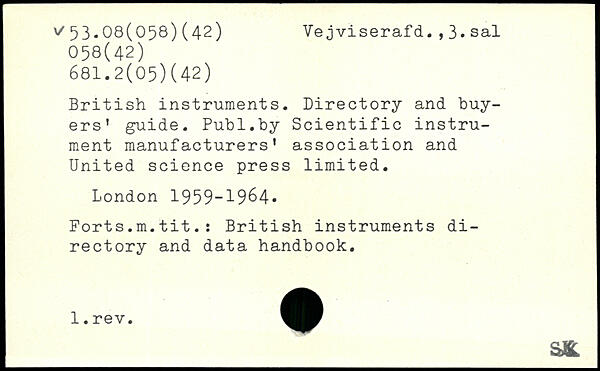 ✓ 53.08(058)(42) Vejviserafd.,3.sal
058(42)
681.2(05)(42)
British instruments. Directory and buy-
ers' guide. Publ.by Scientific instru-
ment manufacturers' association and
United science press limited.
London 1959-1964.
Forts.m.tit.: British instruments di-
rectory and data handbook.
1.rev.